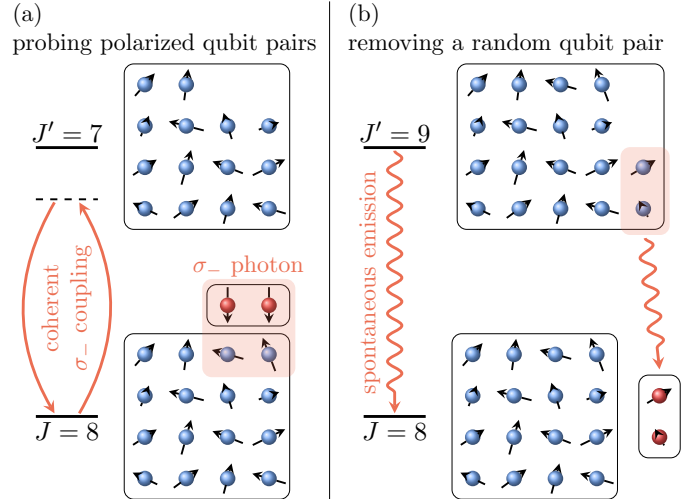 (a)
probing polarized qubit pairs
J′ = 7
coherent
σ− coupling
σ− photon
J = 8
(b)
removing a random qubit pair
J′ = 9
spontaneous emission
J = 8